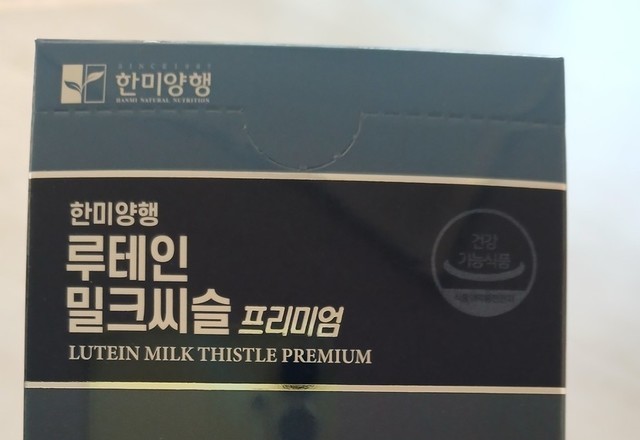 한미양행
HANMI NATURAL NUTRITION
한미양행
루테인
밀크씨슬 프리미엄
LUTEIN MILK THISTLE PREMIUM
건강
기능식품